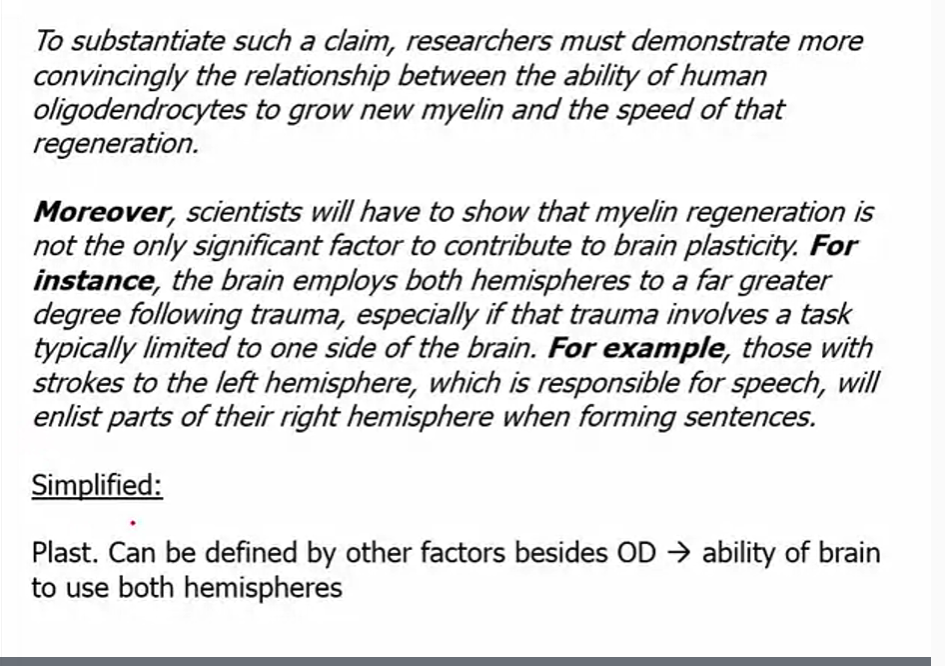 To substantiate such a claim, researchers must demonstrate more
convincingly the relationship between the ability of human
oligodendrocytes to grow new myelin and the speed of that
regeneration.
Moreover, scientists will have to show that myelin regeneration is
not the only significant factor to contribute to brain plasticity. For
instance, the brain employs both hemispheres to a far greater
degree following trauma, especially if that trauma involves a task
typically limited to one side of the brain. For example, those with
strokes to the left hemisphere, which is responsible for speech, will
enlist parts of their right hemisphere when forming sentences.
Simplified:
Plast. Can be defined by other factors besides OD → ability of brain
to use both hemispheres